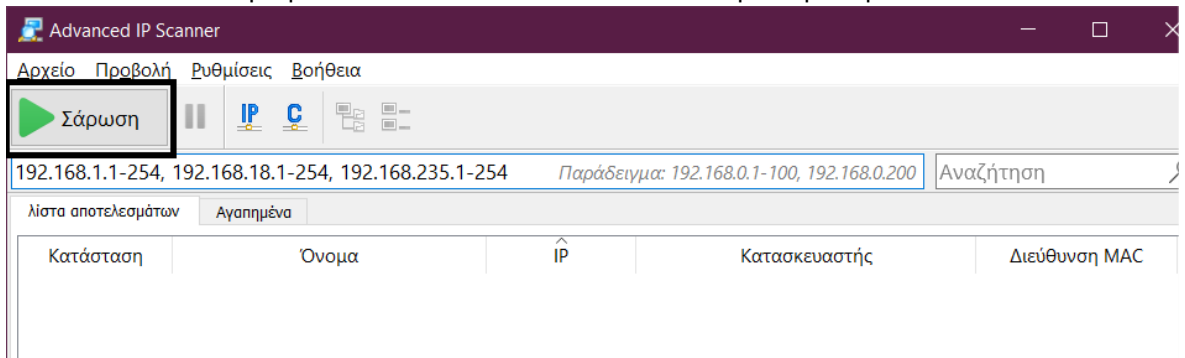 Advanced IP Scanner
Αρχείο Προβολή Ρυθμίσεις Βοήθεια
Σάρωση IP C
192.168.1.1-254, 192.168.18.1-254, 192.168.235.1-254 Παράδειγμα: 192.168.0.1-100, 192.168.0.200 Αναζήτηση
λίστα αποτελεσμάτων Αγαπημένα
Κατάσταση Όνομα IP Κατασκευαστής Διεύθυνση MAC